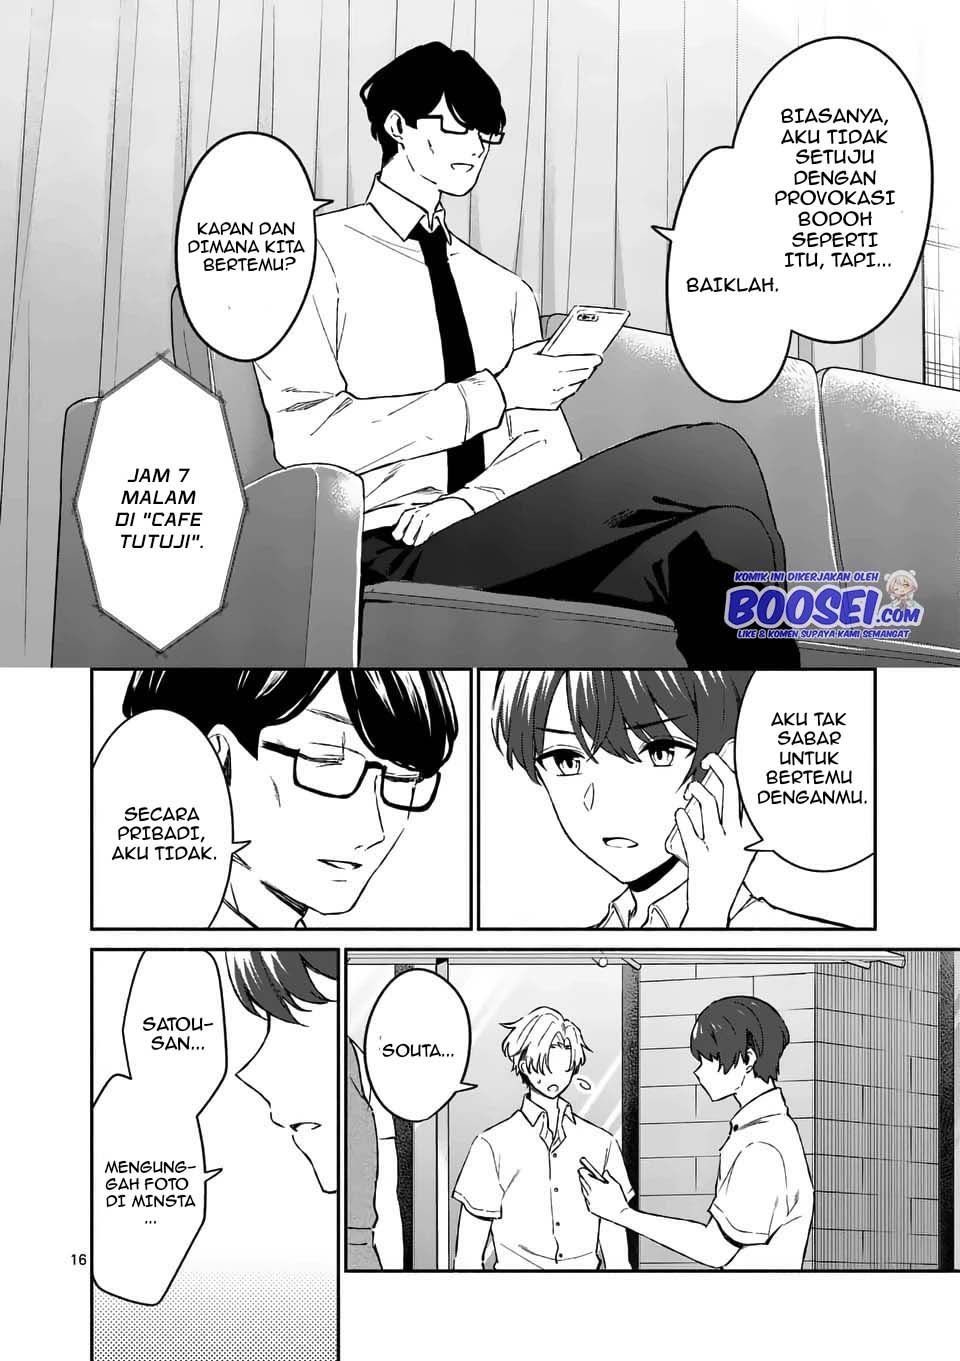 BIASANYA,
AKU TIDAK
SETUJU
DENGAN
PROVOKASI
BODOH
SEPERTI
ITU, TAPI...
BAIKLAH.
KAPAN DAN
DIMANA KITA
BERTEMU?
JAM 7
MALAM
DI "CAFE
TUTUJI".
KOMIK INI DIKERJAKAN OLEH
BOOSEI.COM
LIKE & KOMEN SUPAYA KAMI SEMANGAT
AKU TAK
SABAR
UNTUK
BERTEMU
DENGANMU.
SECARA
PRIBADI,
AKU TIDAK.
SOUTA...
SATOU-
SAN...
MENGUNG-
GAH FOTO
DI MINSTA
...
16